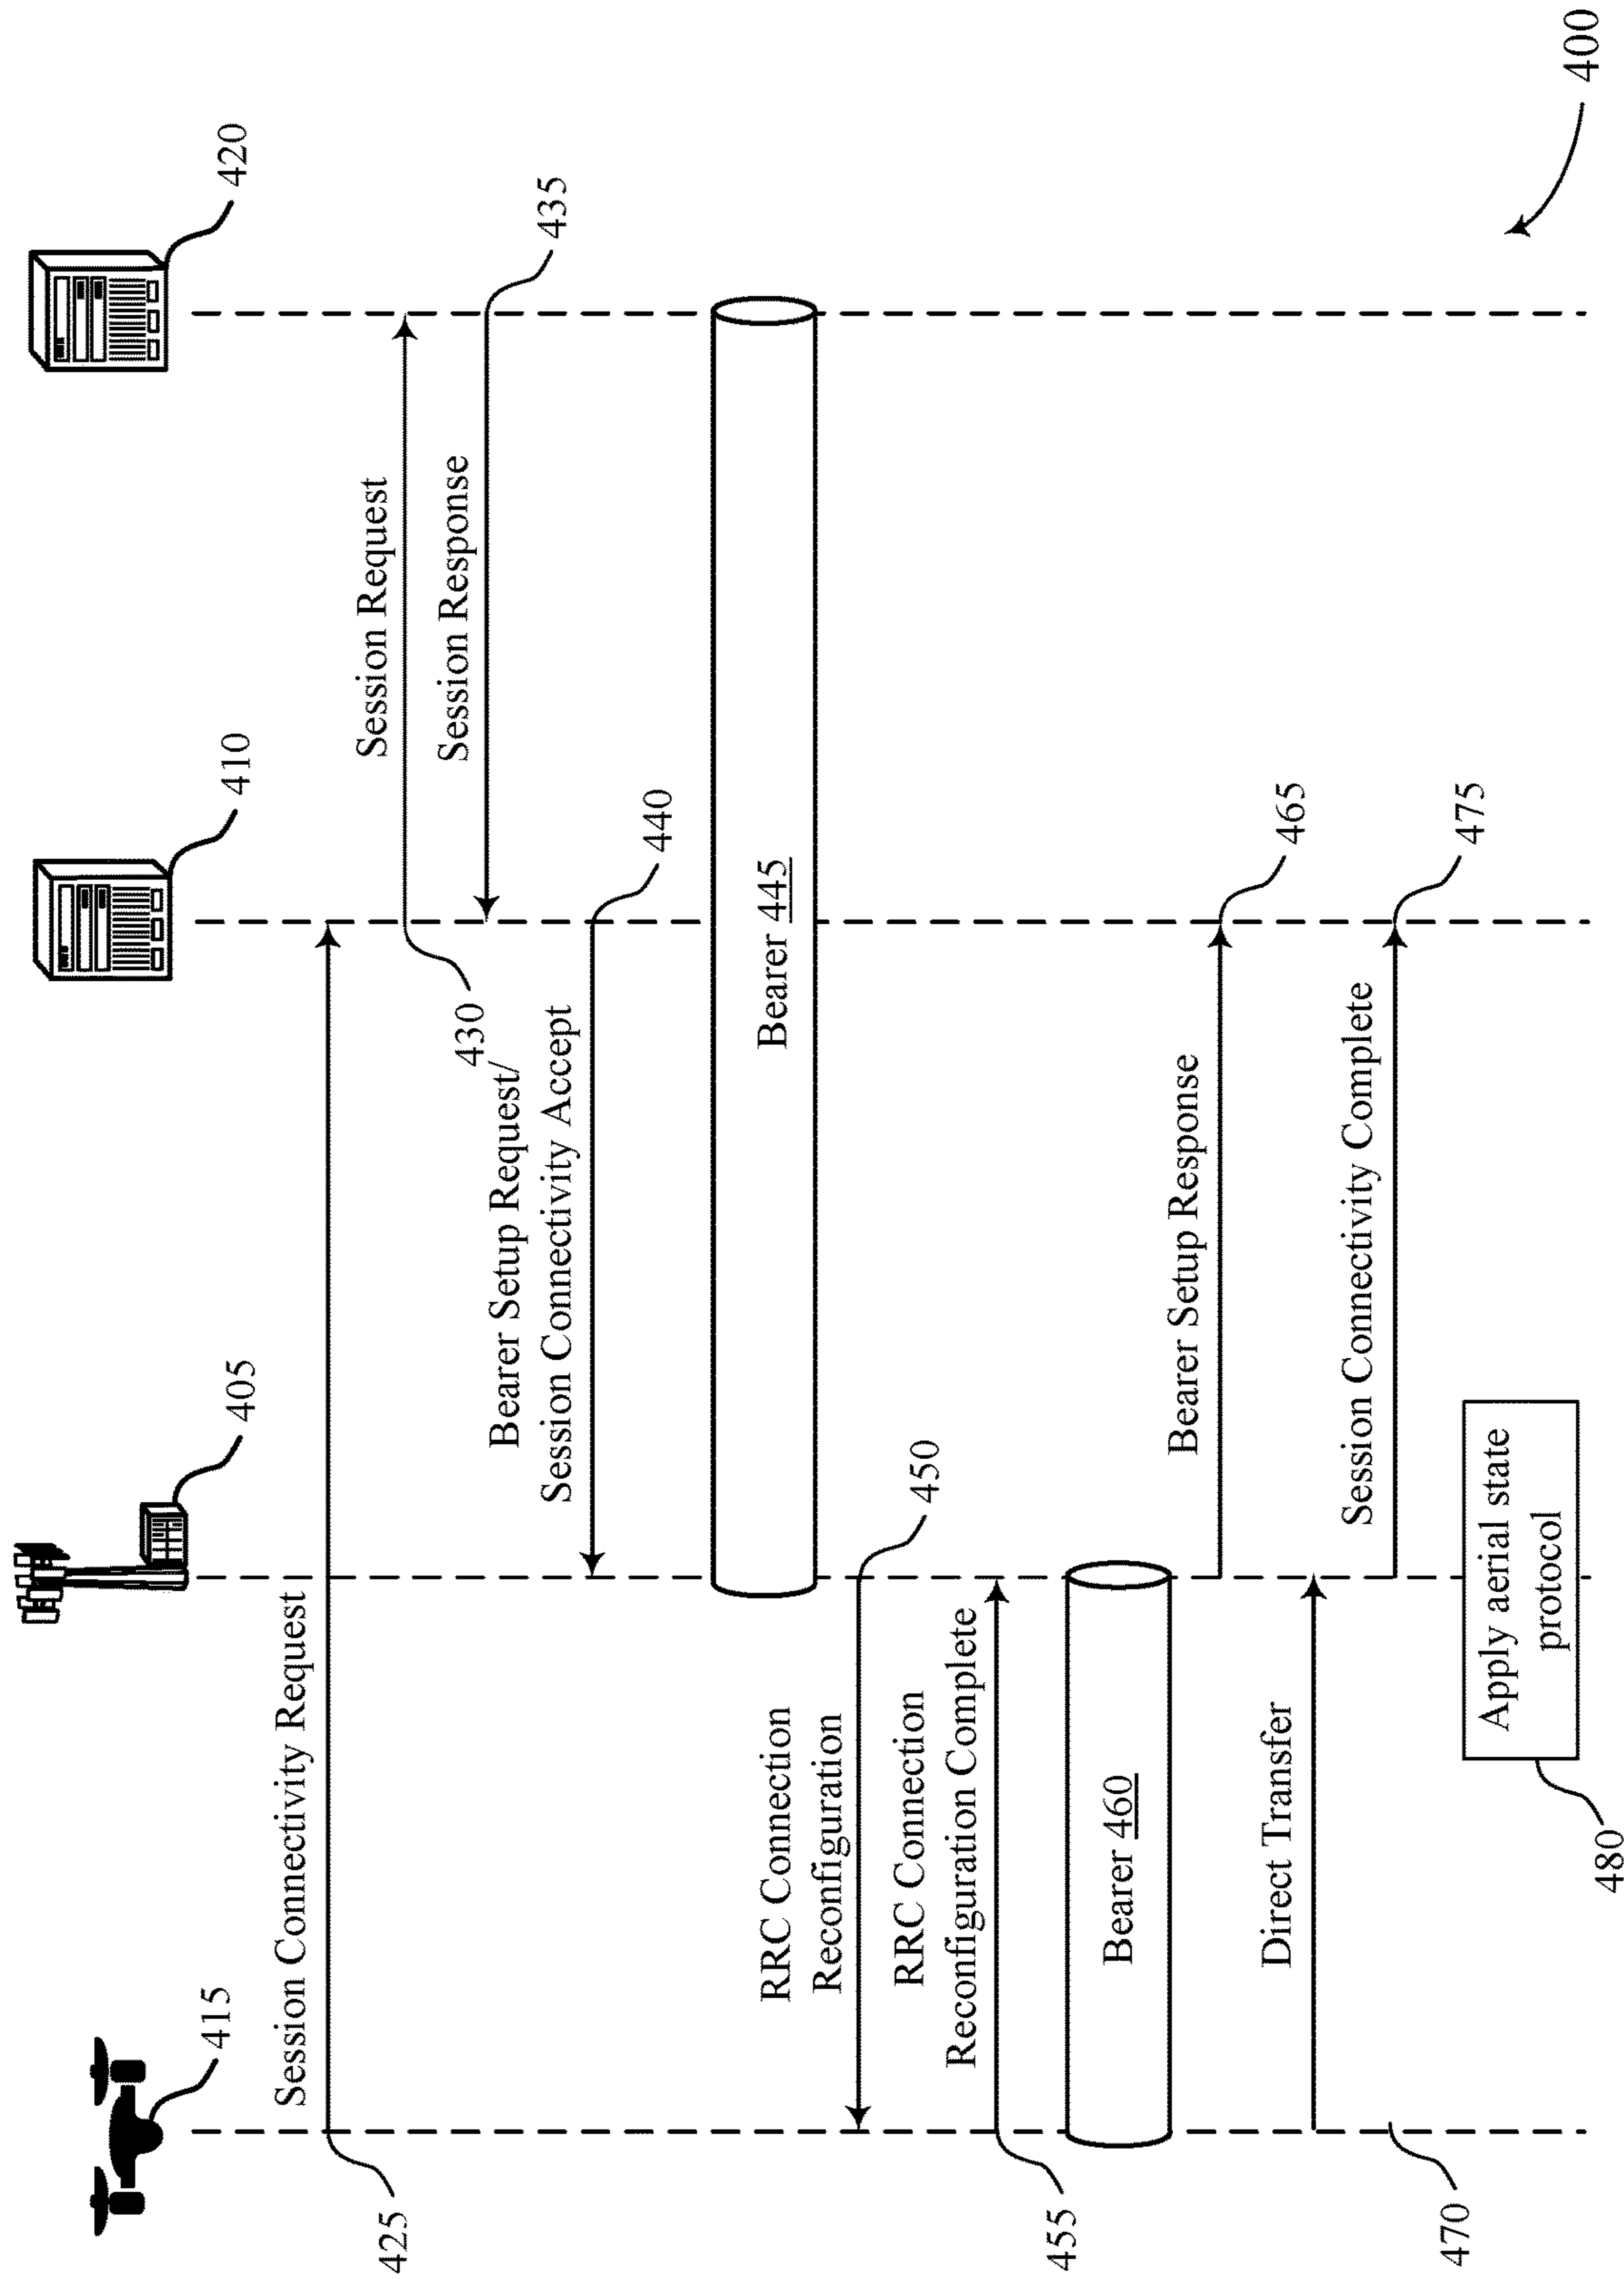 415
405
410
420
Session Connectivity Request
425
Session Request
430
Session Response
435
Bearer Setup Request/
Session Connectivity Accept
440
Bearer 445
RRC Connection
Reconfiguration
450
RRC Connection
Reconfiguration Complete
455
Bearer 460
Bearer Setup Response
465
Direct Transfer
470
Session Connectivity Complete
475
Apply aerial state
protocol
480
400